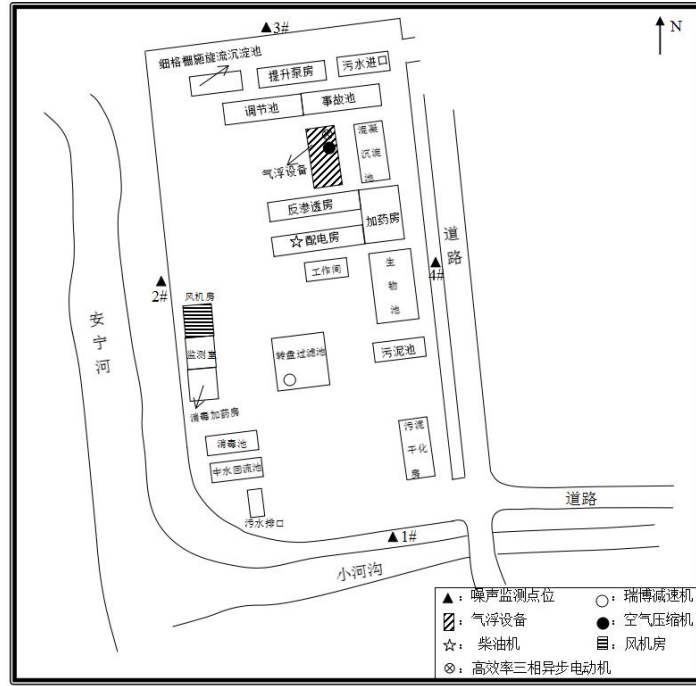 3#
N
细格栅施旋流沉淀池
提升泵房
污水进口
调节池
事故池
混凝
沉淀
池
气浮设备
反渗透房
加药房
配电房
道路
工作间
生
物
池
4#
2#
风机房
安宁河
监测室
转盘过滤池
污泥池
消毒加药房
污泥
干化
房
消毒池
中水回流池
污水排口
道路
1#
小河沟
▲：噪声监测点位
○：瑞博减速机
：气浮设备
●：空气压缩机
☆：柴油机
：风机房
⊗：高效率三相异步电动机